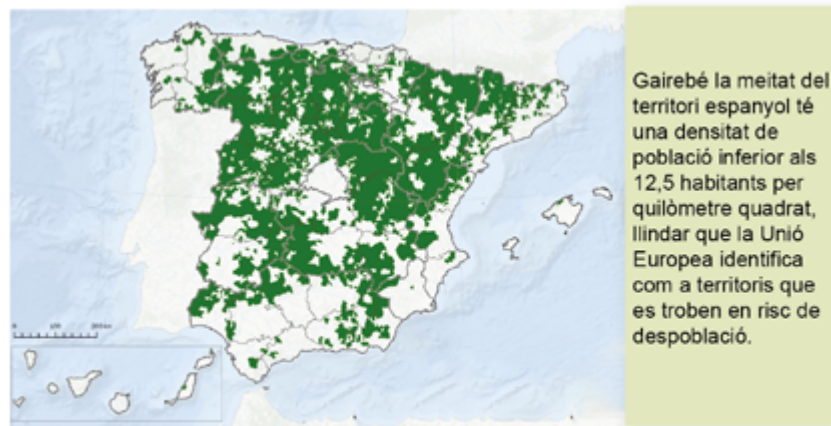 Gairebé la meitat del
territori espanyol té
una densitat de
població inferior als
12,5 habitants per
quilòmetre quadrat,
llindar que la Unió
Europea identifica
com a territoris que
es troben en risc de
despoblació.